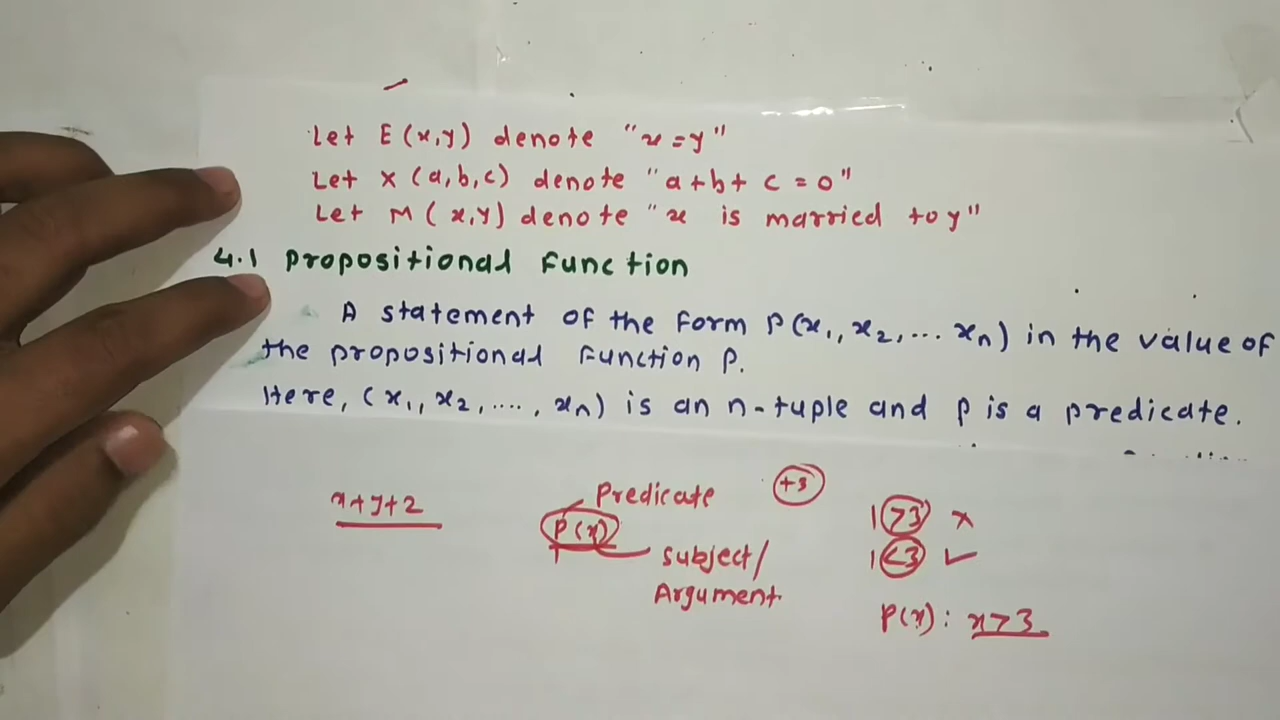 Let E(x,y) denote "x=y"
Let X(a,b,c) denote "a+b+c=0"
Let M(x,y) denote "x is married to y"
4.1 Propositional Function
A statement of the form P(x₁,x₂,...xₙ) in the value of
the propositional function P.
Here, (x₁,x₂,....,xₙ) is an n-tuple and p is a predicate.
x+y+2
Predicate
P(x)
Subject/
Argument
+3
1>3 ×
1<3 ✓
P(x): x>3